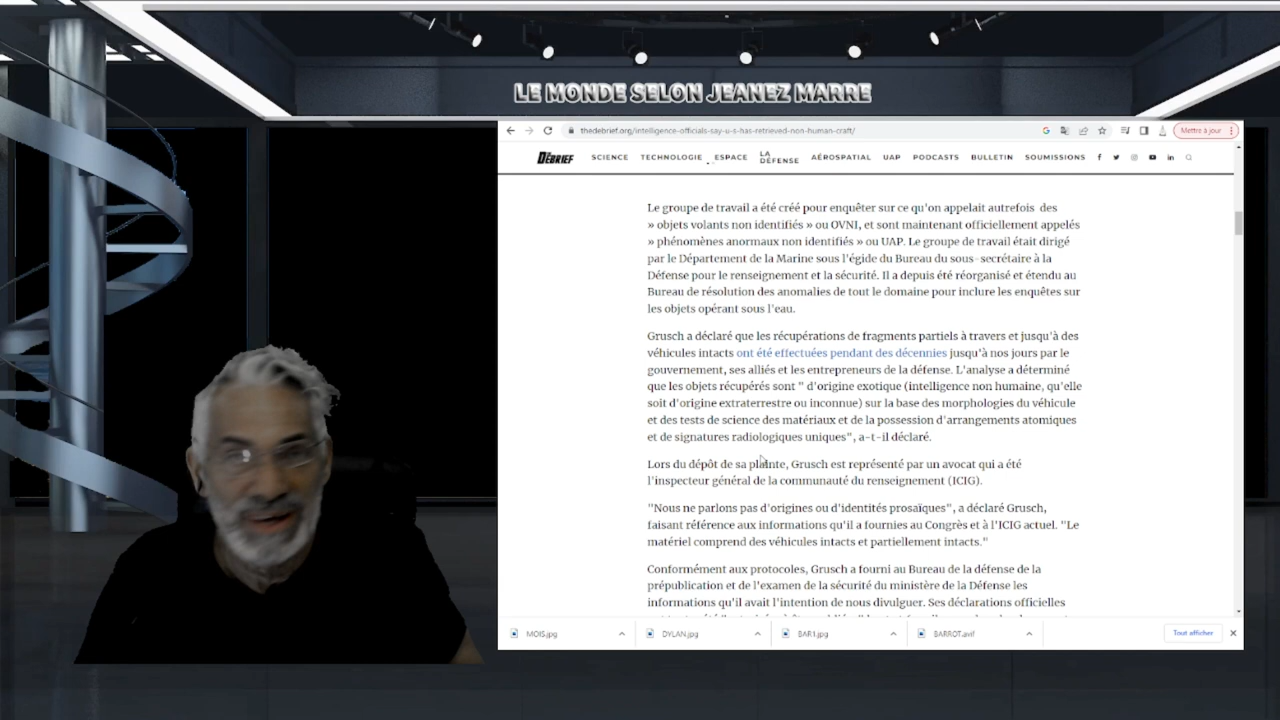 LE MONDE SELON JEANEZ MARRE
thedebrief.org/intelligence-officials-say-u-s-has-retrieved-non-human-craft/
Mettre à jour
DEBRIEF
SCIENCE TECHNOLOGIE ESPACE LA DÉFENSE AÉROSPATIAL UAP PODCASTS BULLETIN SOUMISSIONS
Le groupe de travail a été créé pour enquêter sur ce qu'on appelait autrefois des
» objets volants non identifiés » ou OVNI, et sont maintenant officiellement appelés
» phénomènes anormaux non identifiés » ou UAP. Le groupe de travail était dirigé
par le Département de la Marine sous l'égide du Bureau du sous-secrétaire à la
Défense pour le renseignement et la sécurité. Il a depuis été réorganisé et étendu au
Bureau de résolution des anomalies de tout le domaine pour inclure les enquêtes sur
les objets opérant sous l'eau.
Grusch a déclaré que les récupérations de fragments partiels à travers et jusqu'à des
véhicules intacts ont été effectuées pendant des décennies jusqu'à nos jours par le
gouvernement, ses alliés et les entrepreneurs de la défense. L'analyse a déterminé
que les objets récupérés sont " d'origine exotique (intelligence non humaine, qu'elle
soit d'origine extraterrestre ou inconnue) sur la base des morphologies du véhicule
et des tests de science des matériaux et de la possession d'arrangements atomiques
et de signatures radiologiques uniques", a-t-il déclaré.
Lors du dépôt de sa plainte, Grusch est représenté par un avocat qui a été
l'inspecteur général de la communauté du renseignement (ICIG).
"Nous ne parlons pas d'origines ou d'identités prosaïques", a déclaré Grusch,
faisant référence aux informations qu'il a fournies au Congrès et à l'ICIG actuel. "Le
matériel comprend des véhicules intacts et partiellement intacts."
Conformément aux protocoles, Grusch a fourni au Bureau de la défense de la
prépublication et de l'examen de la sécurité du ministère de la Défense les
informations qu'il avait l'intention de nous divulguer. Ses déclarations officielles
MOIS.jpg DYLAN.jpg BAR1.jpg BARROT.avif Tout afficher